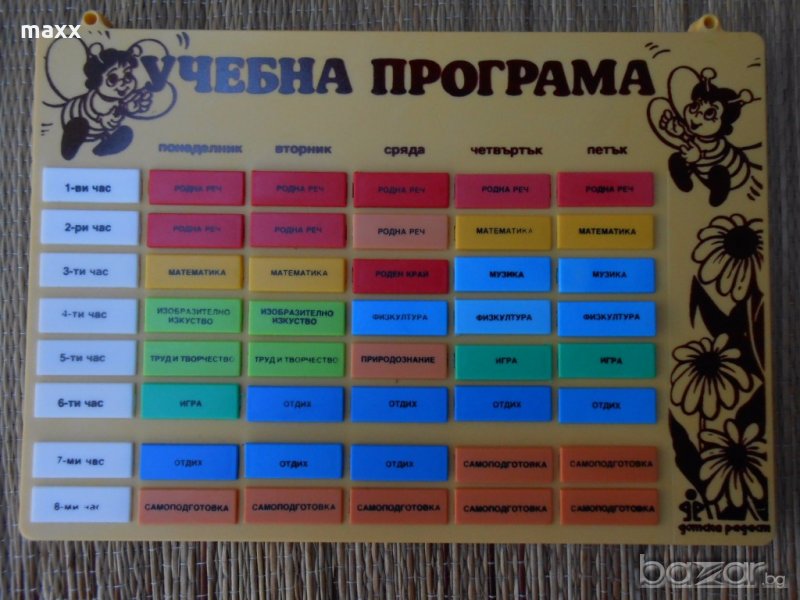 maxx
УЧЕБНА ПРОГРАМА
понеделник вторник сряда четвъртък петък
1-ви час РОДНА РЕЧ РОДНА РЕЧ РОДНА РЕЧ РОДНА РЕЧ РОДНА РЕЧ
2-ри час РОДНА РЕЧ РОДНА РЕЧ РОДНА РЕЧ МАТЕМАТИКА МАТЕМАТИКА
3-ти час МАТЕМАТИКА МАТЕМАТИКА РОДЕН КРАЙ МУЗИКА МУЗИКА
4-ти час ИЗОБРАЗИТЕЛНО ИЗКУСТВО ИЗОБРАЗИТЕЛНО ИЗКУСТВО ФИЗКУЛТУРА ФИЗКУЛТУРА ФИЗКУЛТУРА
5-ти час ТРУД И ТВОРЧЕСТВО ТРУД И ТВОРЧЕСТВО ПРИРОДОЗНАНИЕ ИГРА ИГРА
6-ти час ИГРА ОТДИХ ОТДИХ ОТДИХ ОТДИХ
7-ми час ОТДИХ ОТДИХ ОТДИХ САМОПОДГОТОВКА САМОПОДГОТОВКА
8-ми час САМОПОДГОТОВКА САМОПОДГОТОВКА САМОПОДГОТОВКА САМОПОДГОТОВКА САМОПОДГОТОВКА
bazar.bg